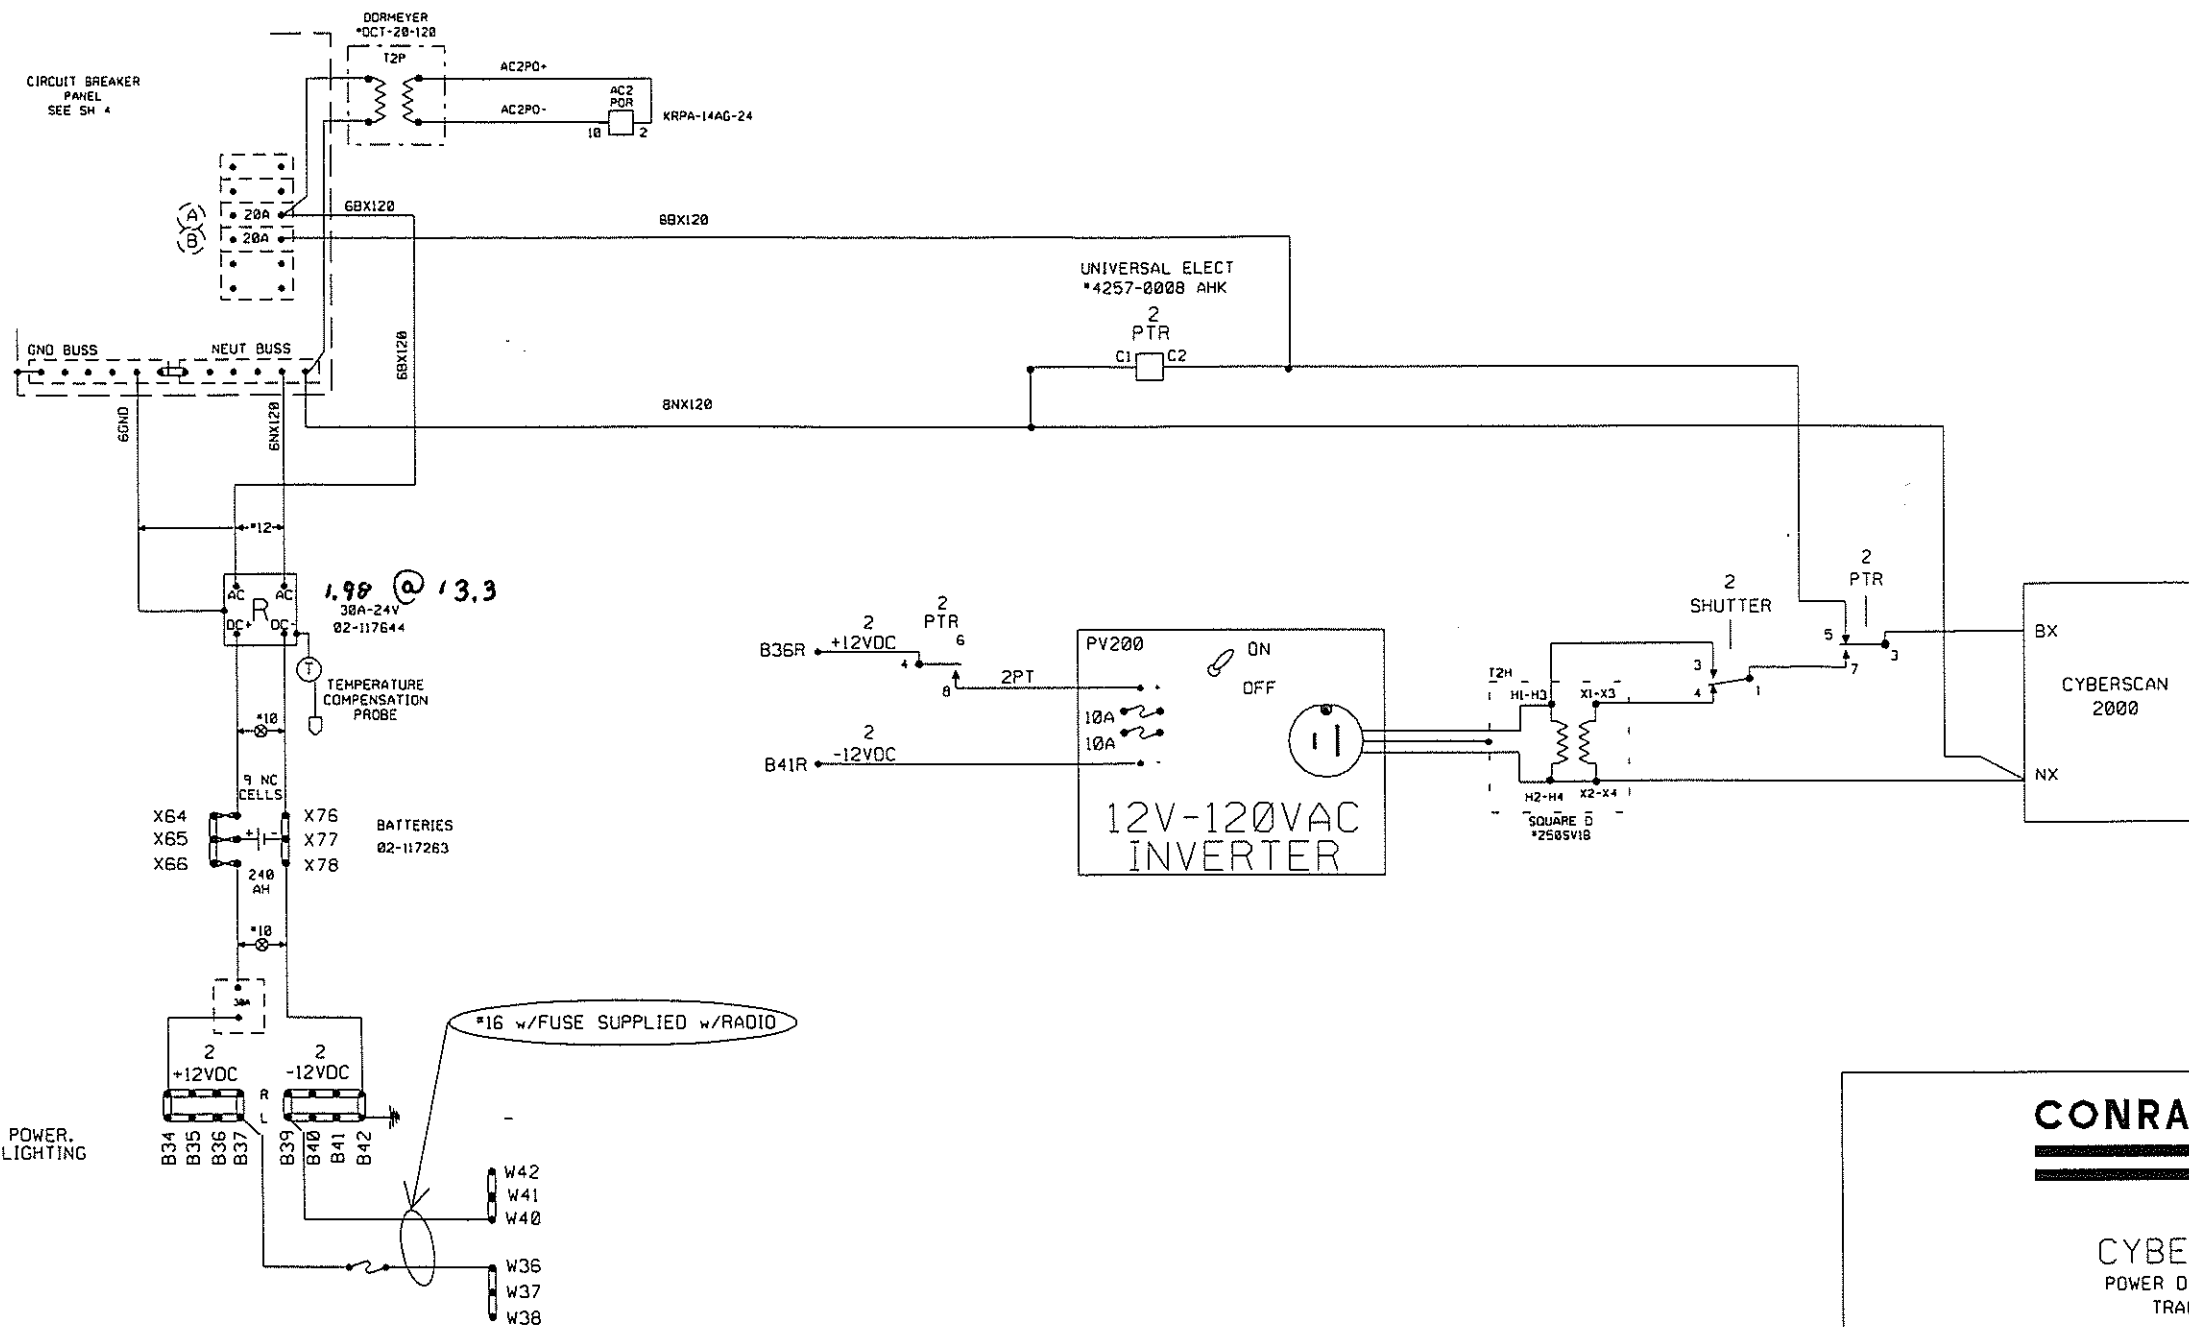 DORMEYER
*DCT-20-120
T2P
CIRCUIT BREAKER
PANEL
SEE SH 4
AC2PO+
AC2PO-
AC2
POR
10
2
KRPA-14AG-24
A
20A
B
20A
6BX120
8BX120
UNIVERSAL ELECT
*4257-0008 AHK
2
PTR
C1
C2
GND BUSS
NEUT BUSS
6BX120
6GND
6NX120
8NX120
*12
AC
AC
R
DC+
DC-
1.98 @ 13.3
30A-24V
02-117644
T
TEMPERATURE
COMPENSATION
PROBE
*10
9 NC
CELLS
X64
X65
X66
+
-
X76
X77
X78
BATTERIES
02-117263
240
AH
*10
30A
2
+12VDC
2
-12VDC
R
L
B34
B35
B36
B37
B39
B40
B41
B42
POWER.
LIGHTING
*16 w/FUSE SUPPLIED w/RADIO
W42
W41
W40
W36
W37
W38
B36R
2
+12VDC
2
PTR
4
6
8
2PT
B41R
2
-12VDC
PV200
+
10A
10A
-
ON
OFF
12V-120VAC
INVERTER
T2H
H1-H3
X1-X3
H2-H4
X2-X4
SQUARE D
*250SV1B
2
SHUTTER
3
4
1
2
PTR
5
7
3
BX
CYBERSCAN
2000
NX
CONRA
CYBE
POWER D
TRA